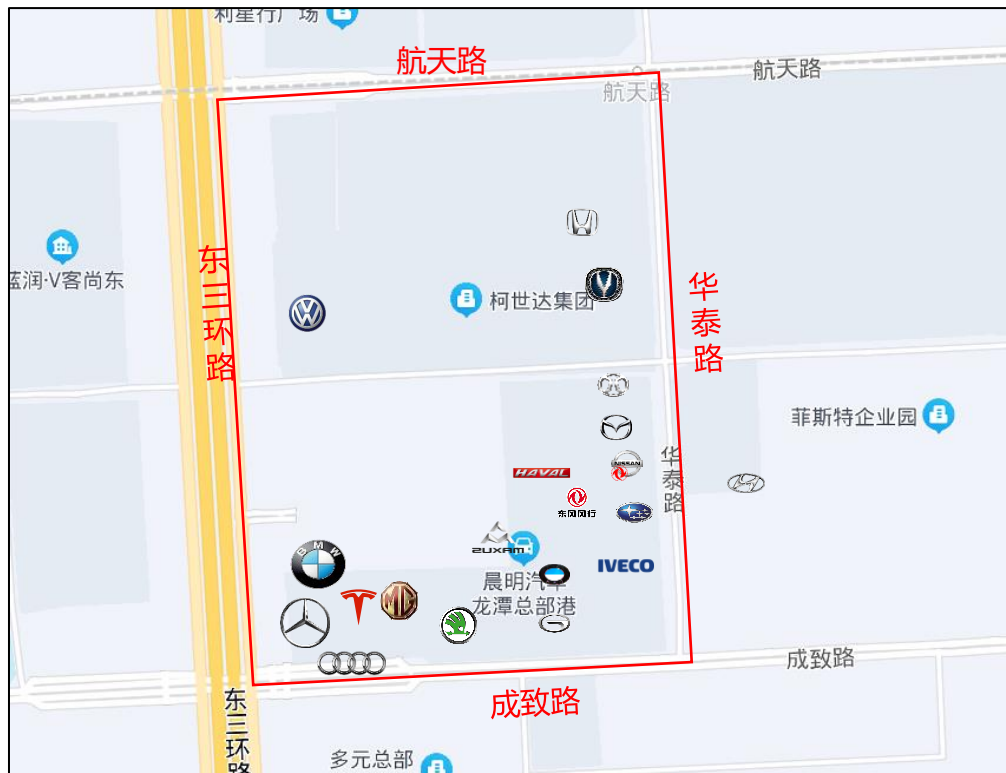 利星行广场
航天路
航天路
航天路
东三环路
蓝润·V客尚东
柯世达集团
华泰路
菲斯特企业园
HAVAL
NISSAN
华泰路
东风风行
BMW
IVECO
晨明汽车
龙潭总部港
MG
成致路
成致路
东三环路
多元总部